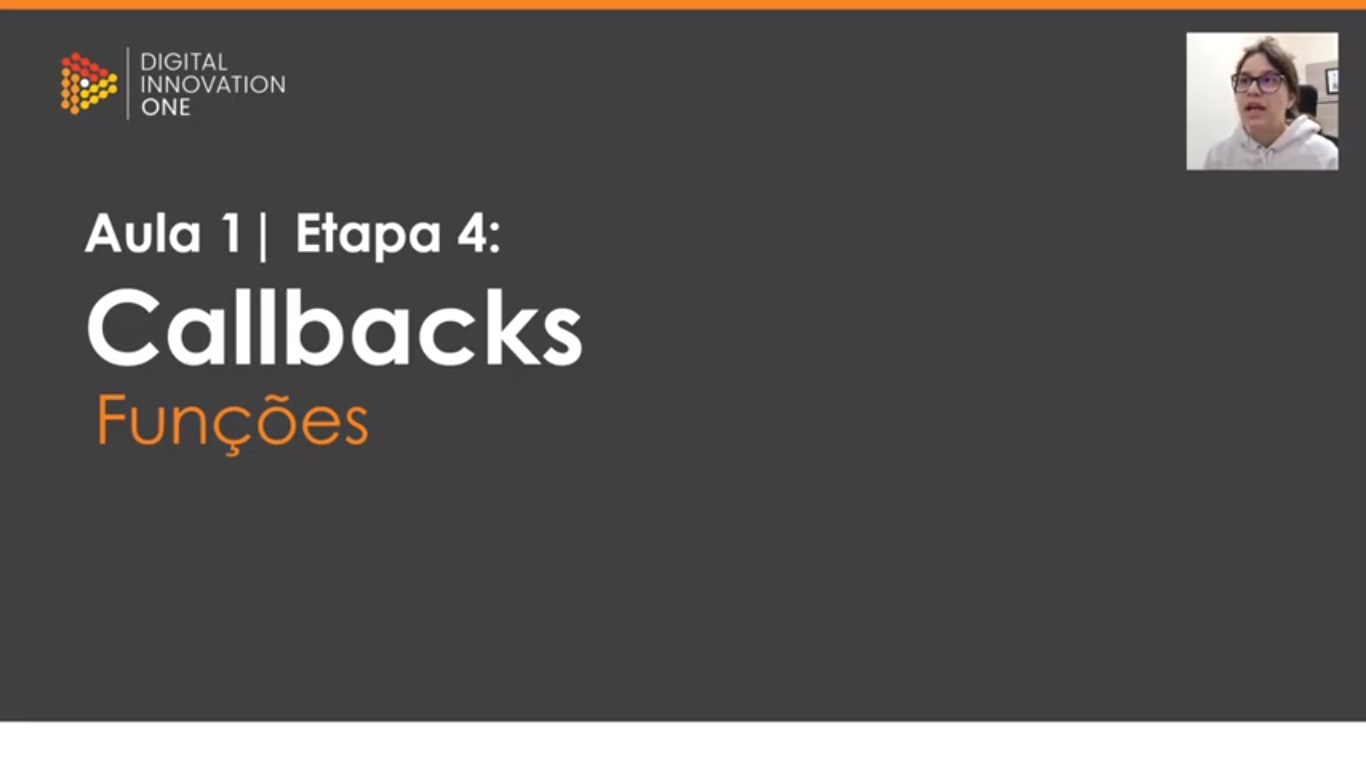 DIGITAL
INNOVATION
ONE
Aula 1| Etapa 4:
Callbacks
Funções